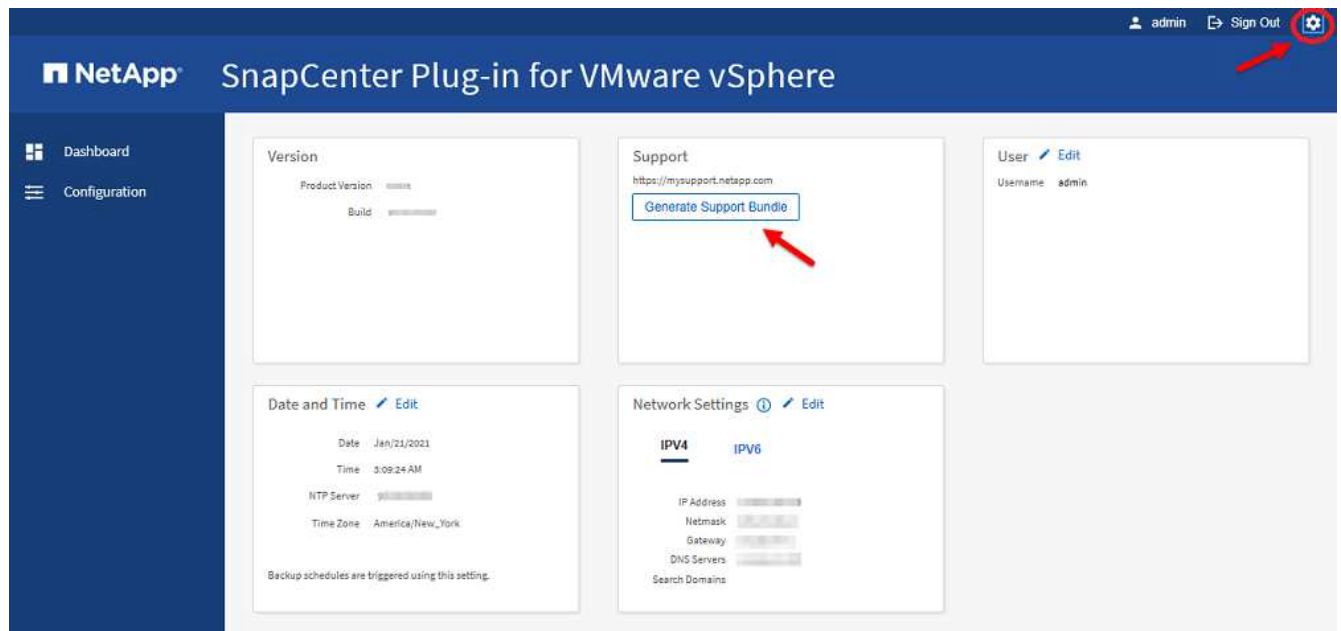 admin Sign Out
NetApp SnapCenter Plug-in for VMware vSphere
Dashboard
Configuration
Version
Product Version
Build
Support
https://mysupport.netapp.com
Generate Support Bundle
User Edit
Username admin
Date and Time Edit
Date Jan/21/2021
Time 3:09:24 AM
NTP Server
Time Zone America/New_York
Backup schedules are triggered using this setting.
Network Settings Edit
IPV4 IPV6
IP Address
Netmask
Gateway
DNS Servers
Search Domains